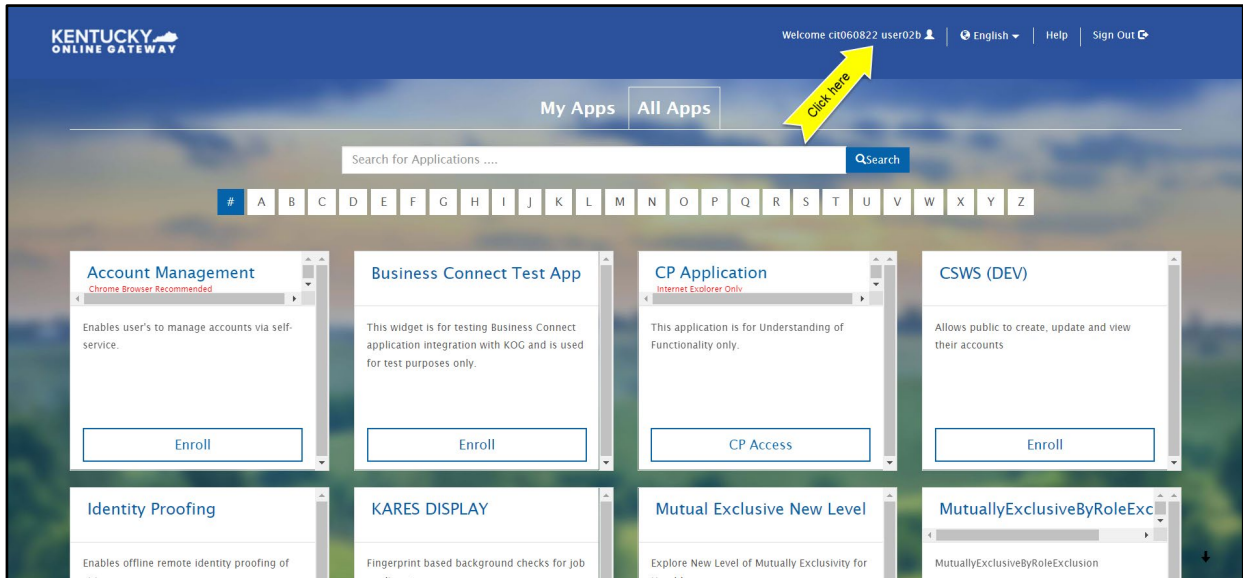 KENTUCKY
ONLINE GATEWAY
Welcome cit060822 user02b
English
Help
Sign Out
Click here
My Apps
All Apps
Search for Applications ....
Search
# A B C D E F G H I J K L M N O P Q R S T U V W X Y Z
Account Management
Chrome Browser Recommended
Enables user's to manage accounts via self-
service.
Enroll
Business Connect Test App
This widget is for testing Business Connect
application integration with KOG and is used
for test purposes only.
Enroll
CP Application
Internet Explorer Only
This application is for Understanding of
Functionality only.
CP Access
CSWS (DEV)
Allows public to create, update and view
their accounts
Enroll
Identity Proofing
Enables offline remote identity proofing of
KARES DISPLAY
Fingerprint based background checks for job
Mutual Exclusive New Level
Explore New Level of Mutually Exclusivity for
MutuallyExclusiveByRoleExc
MutuallyExclusiveByRoleExclusion